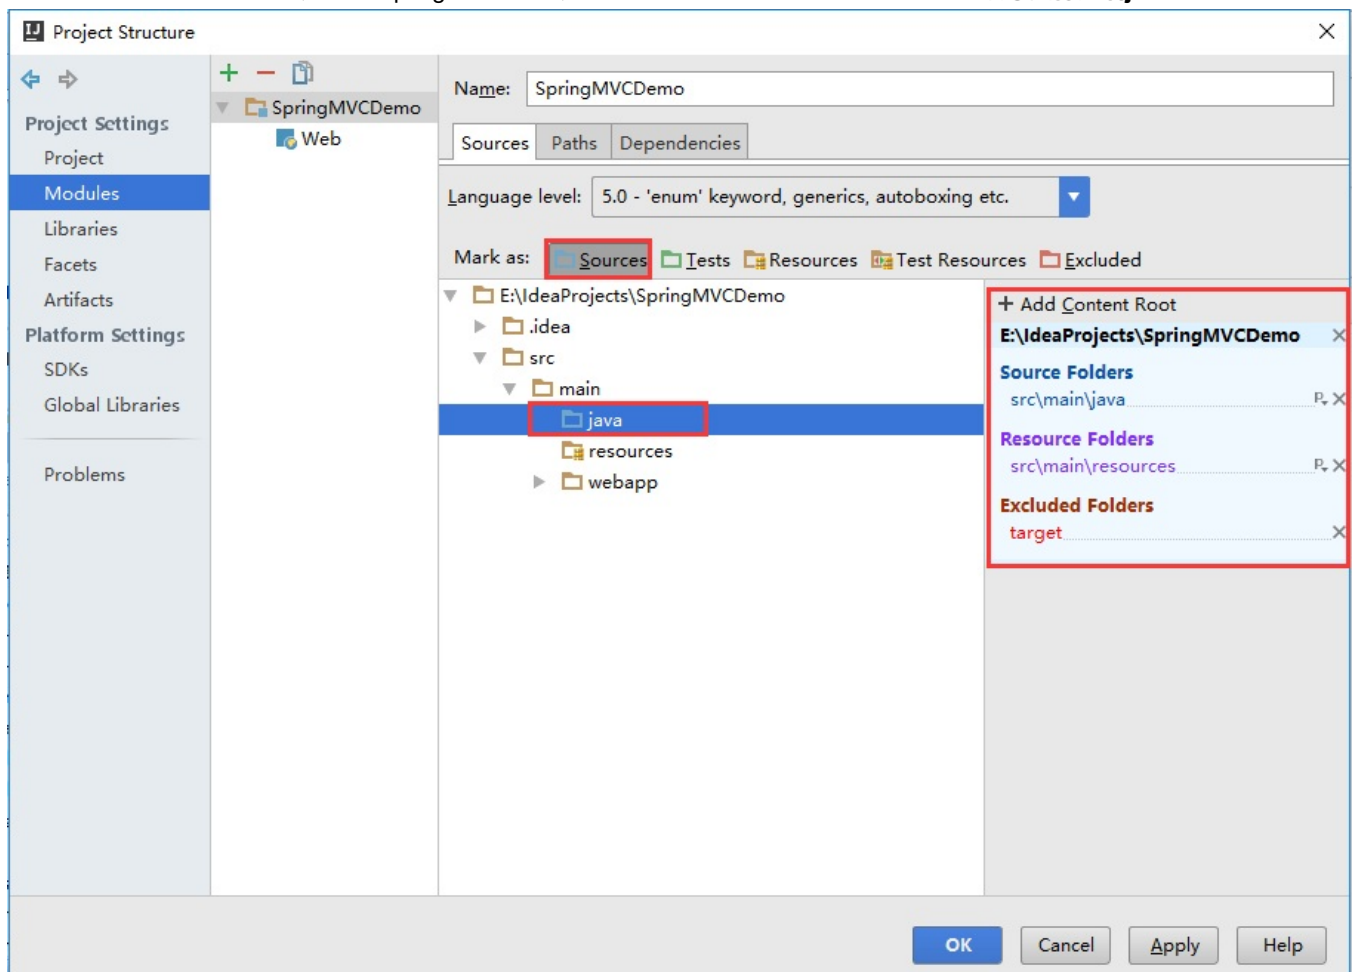 Project Structure
Project Settings
Project
Modules
Libraries
Facets
Artifacts
Platform Settings
SDKs
Global Libraries
Problems
SpringMVCDemo
Web
Name: SpringMVCDemo
Sources Paths Dependencies
Language level: 5.0 - 'enum' keyword, generics, autoboxing etc.
Mark as: Sources Tests Resources Test Resources Excluded
E:\IdeaProjects\SpringMVCDemo
.idea
src
main
java
resources
webapp
+ Add Content Root
E:\IdeaProjects\SpringMVCDemo
Source Folders
src\main\java
Resource Folders
src\main\resources
Excluded Folders
target
OK Cancel Apply Help